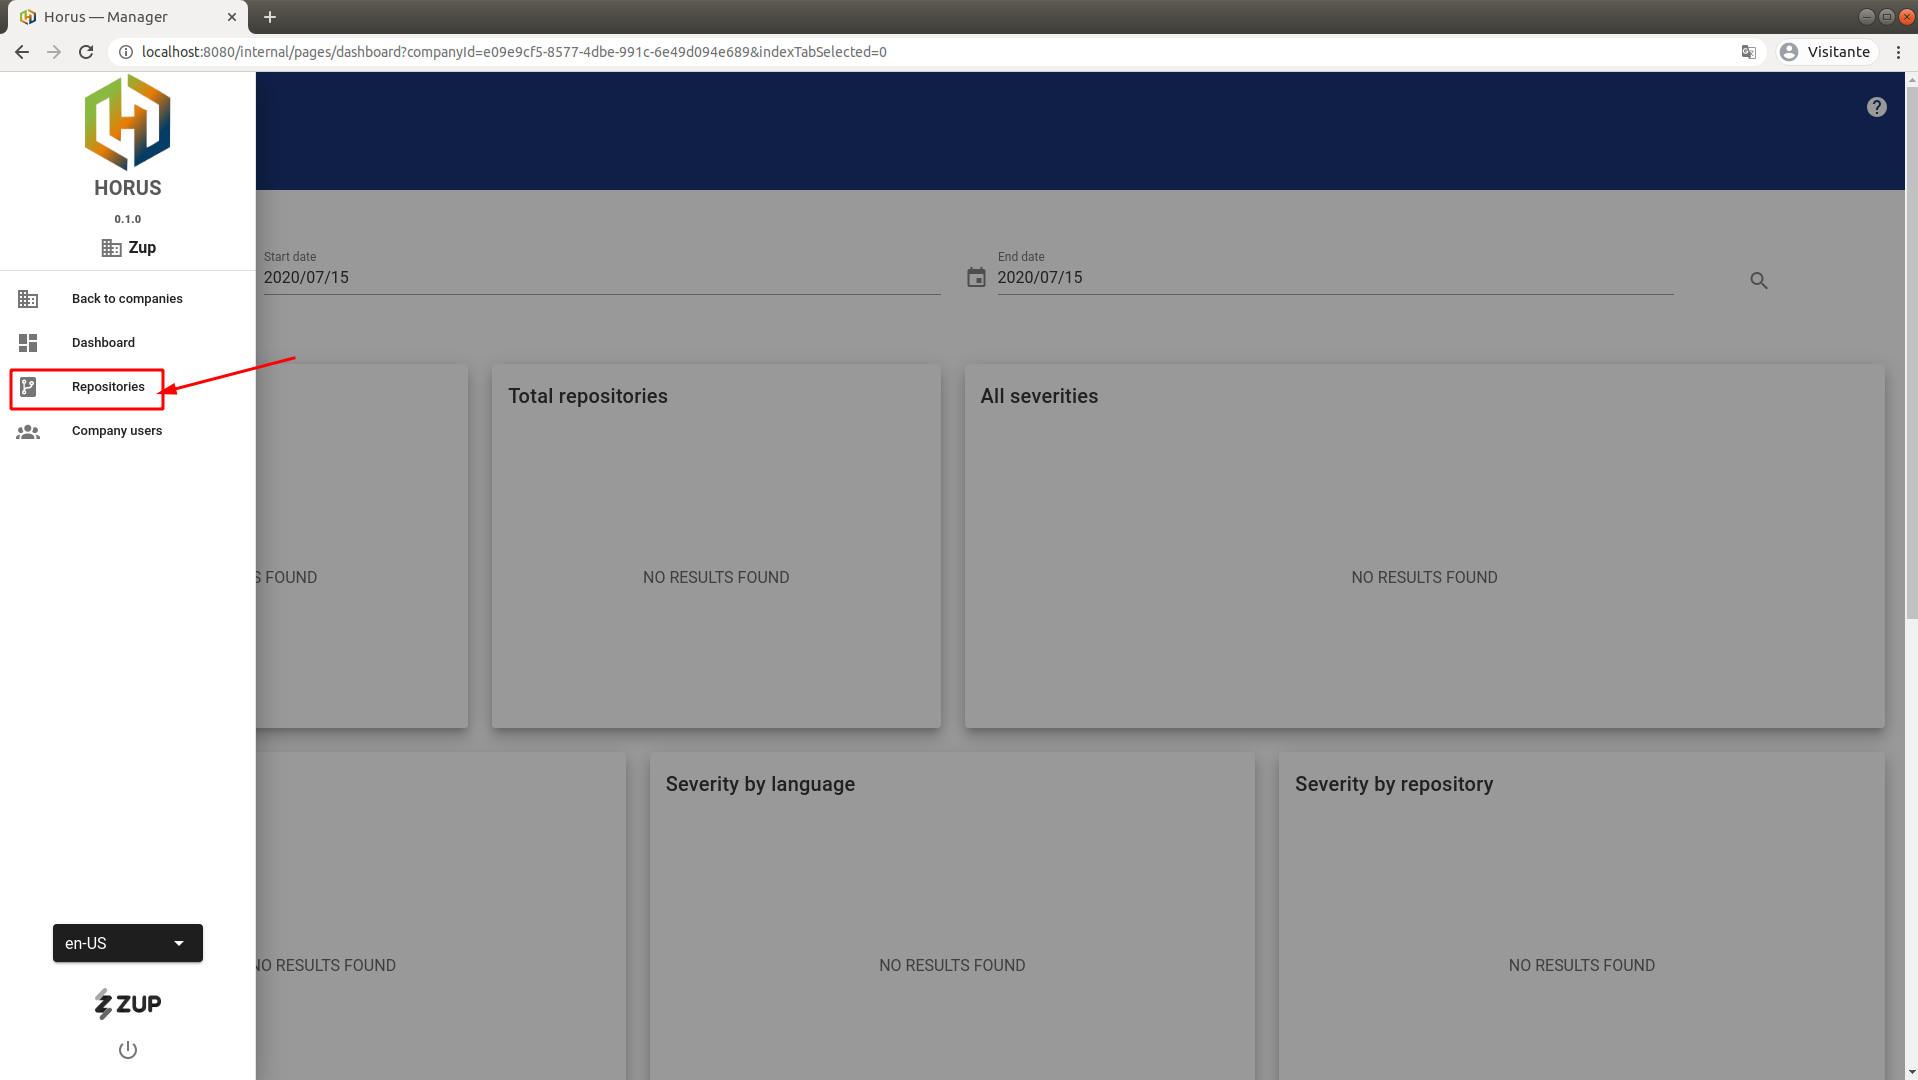 Horus — Manager
localhost:8080/internal/pages/dashboard?companyId=e09e9cf5-8577-4dbe-991c-6e49d094e689&indexTabSelected=0
Visitante
HORUS
0.1.0
Zup
Back to companies
Dashboard
Repositories
Company users
en-US
ZUP
Start date
2020/07/15
End date
2020/07/15
Total repositories
All severities
S FOUND
NO RESULTS FOUND
NO RESULTS FOUND
Severity by language
Severity by repository
NO RESULTS FOUND
NO RESULTS FOUND
NO RESULTS FOUND